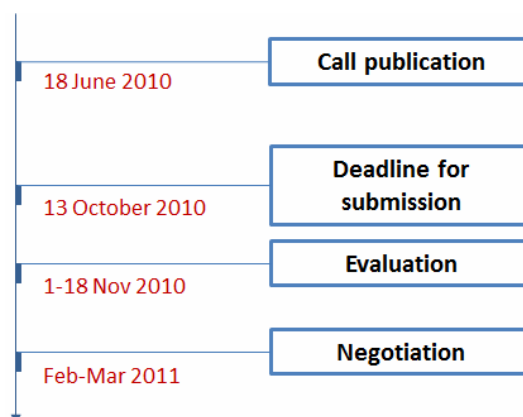 Call publication
18 June 2010
Deadline for
submission
13 October 2010
Evaluation
1-18 Nov 2010
Negotiation
Feb-Mar 2011